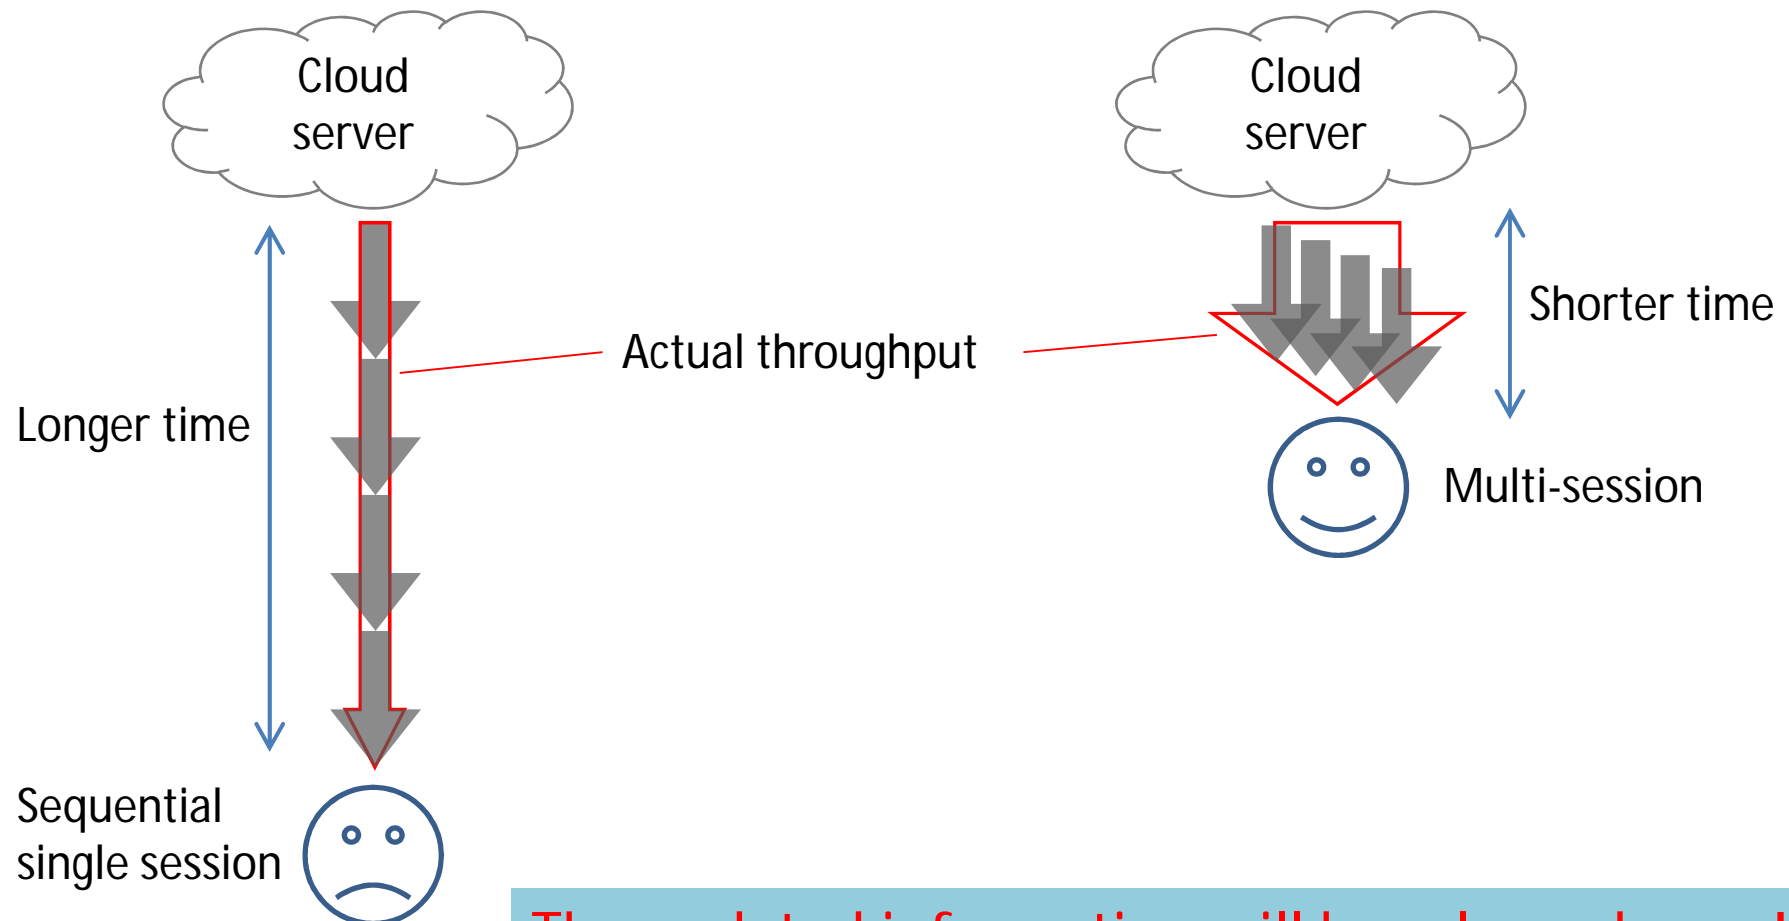 Cloud
server
Cloud
server
Shorter time
Actual throughput
Longer time
Multi-session
Sequential
single session